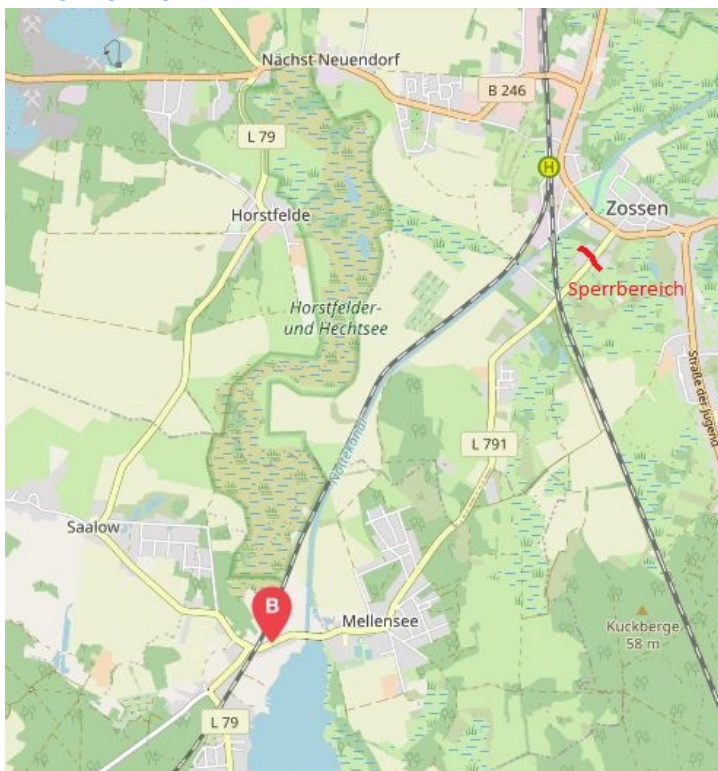 Nächst Neuendorf
B 246
L 79
H
Zossen
Horstfelde
Sperrbereich
Horstfelder-
und Hechtsee
Straße der Jugend
Nottekanal
L 791
Saalow
B
Mellensee
Kuckberge
58 m
L 79